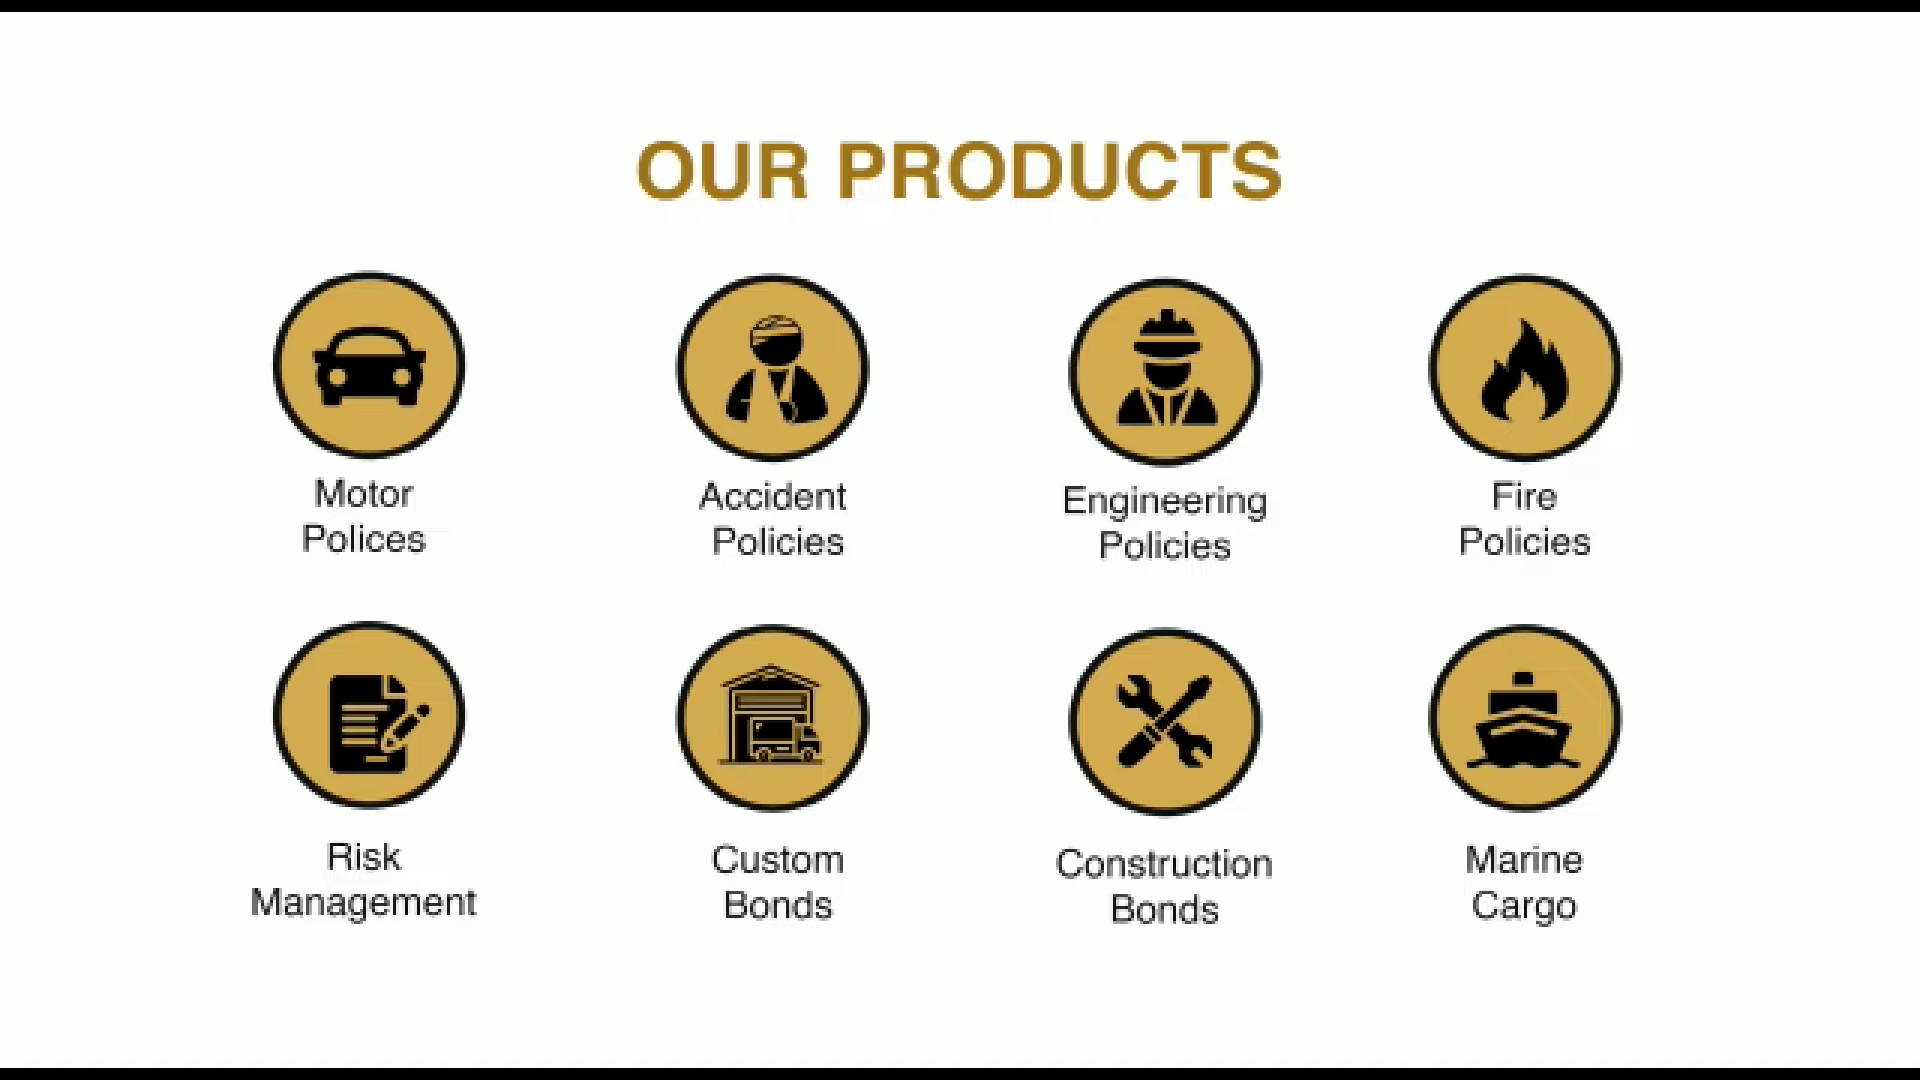 OUR PRODUCTS
Motor
Polices
Accident
Policies
Engineering
Policies
Fire
Policies
Risk
Management
Custom
Bonds
Construction
Bonds
Marine
Cargo